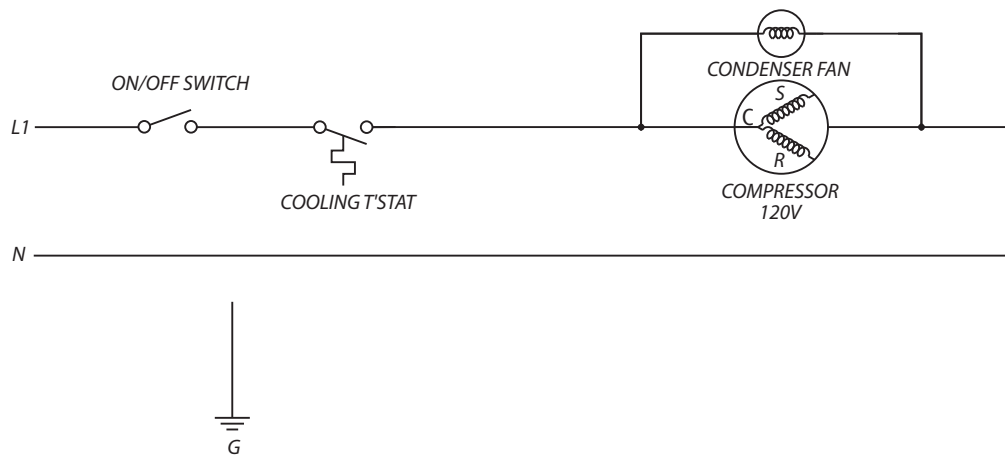 CONDENSER FAN
ON/OFF SWITCH
S
L1
C
R
COOLING T'STAT
COMPRESSOR
120V
N
G